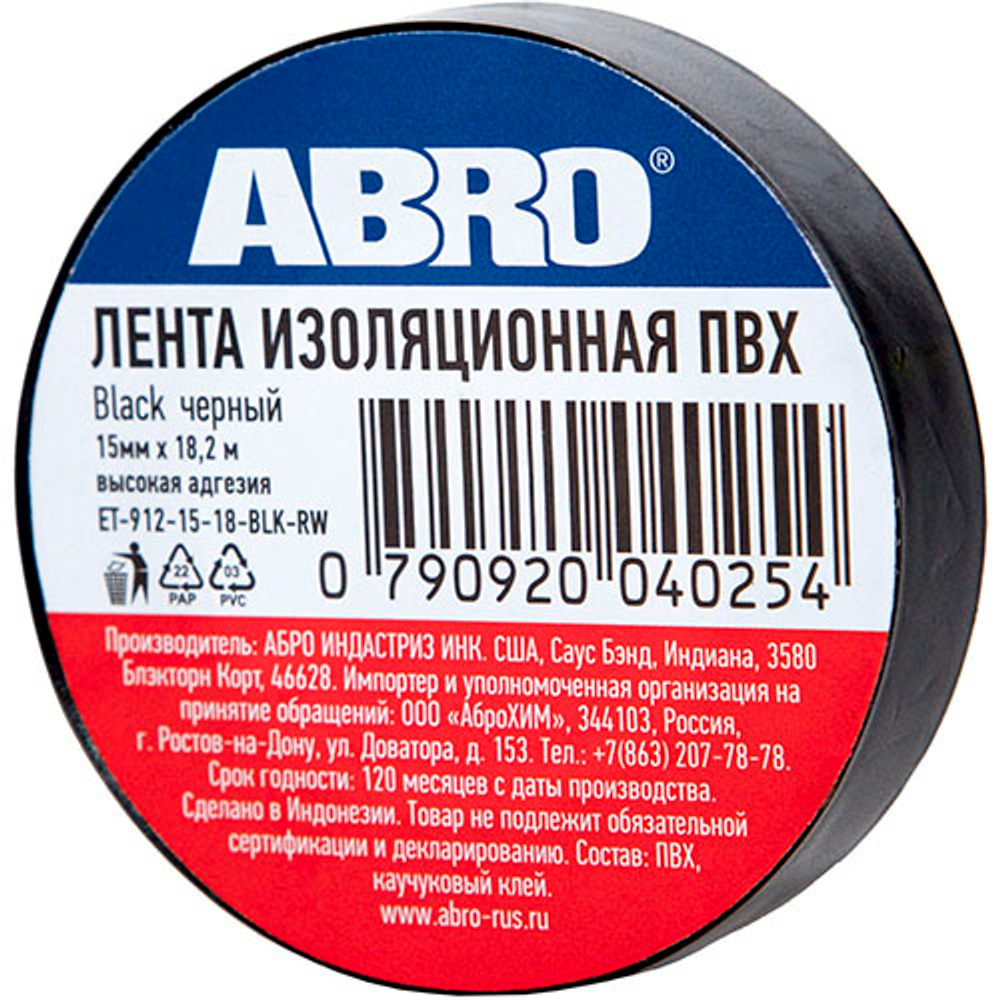 ABRO®
ЛЕНТА ИЗОЛЯЦИОННАЯ ПВХ
Black черный
15мм x 18,2 м
высокая адгезия
ET-912-15-18-BLK-RW
22
PAP
03
PVC
0 790920 040254
Производитель: АБРО ИНДАСТРИЗ ИНК. США, Саус Бэнд, Индиана, 3580
Блэкторн Корт, 46628. Импортер и уполномоченная организация на
принятие обращений: ООО «АброХИМ», 344103, Россия,
г. Ростов-на-Дону, ул. Доватора, д. 153. Тел.: +7(863) 207-78-78.
Срок годности: 120 месяцев с даты производства.
Сделано в Индонезии. Товар не подлежит обязательной
сертификации и декларированию. Состав: ПВХ,
каучуковый клей.
www.abro-rus.ru